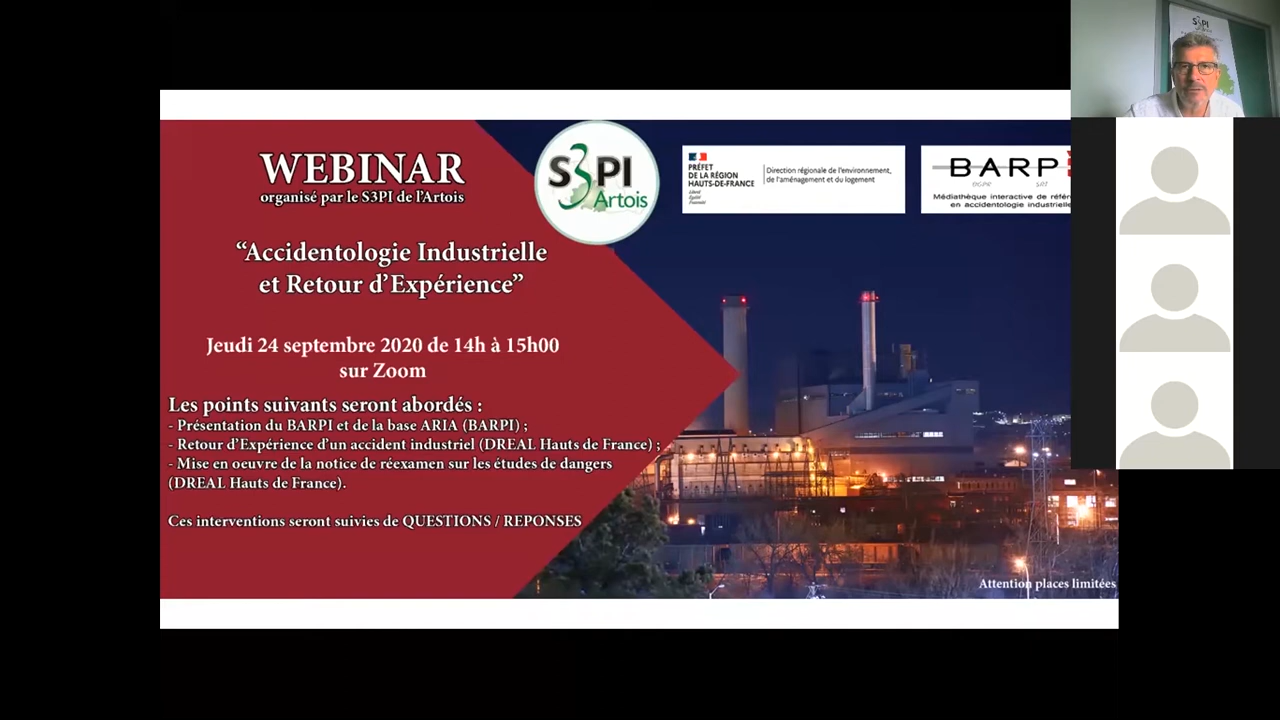 WEBINAR
organisé par le S3PI de l'Artois
“Accidentologie Industrielle
et Retour d'Expérience”
Jeudi 24 septembre 2020 de 14h à 15h00
sur Zoom
Les points suivants seront abordés :
- Présentation du BARPI et de la base ARIA (BARPI) ;
- Retour d'Expérience d'un accident industriel (DREAL Hauts de France) ;
- Mise en oeuvre de la notice de réexamen sur les études de dangers
(DREAL Hauts de France).
Ces interventions seront suivies de QUESTIONS / REPONSES
S3PI
Artois
PRÉFET
DE LA RÉGION
HAUTS-DE-FRANCE
Liberté
Égalité
Fraternité
Direction régionale de l'environnement,
de l'aménagement et du logement
BARP
Médiathèque interactive de référ
en accidentologie industrielle
Attention places limitées
S3PI